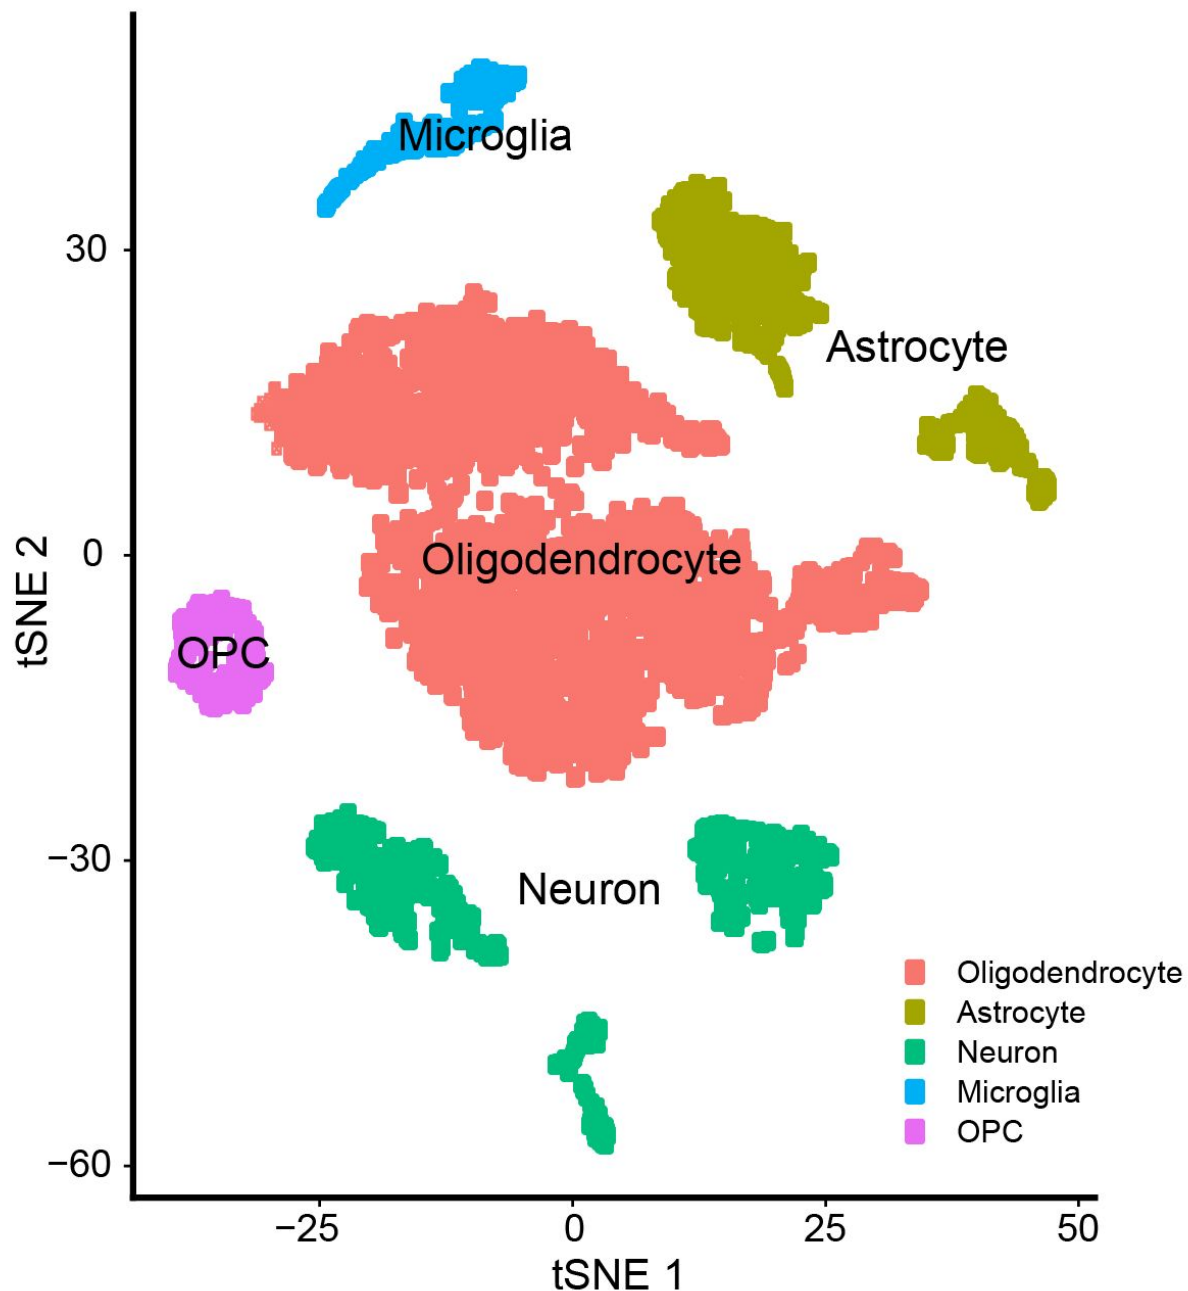 Microglia
30
Astrocyte
0
Oligodendrocyte
tSNE 2
OPC
−30
Neuron
Oligodendrocyte
Astrocyte
Neuron
Microglia
OPC
−60
−25
0
25
50
tSNE 1